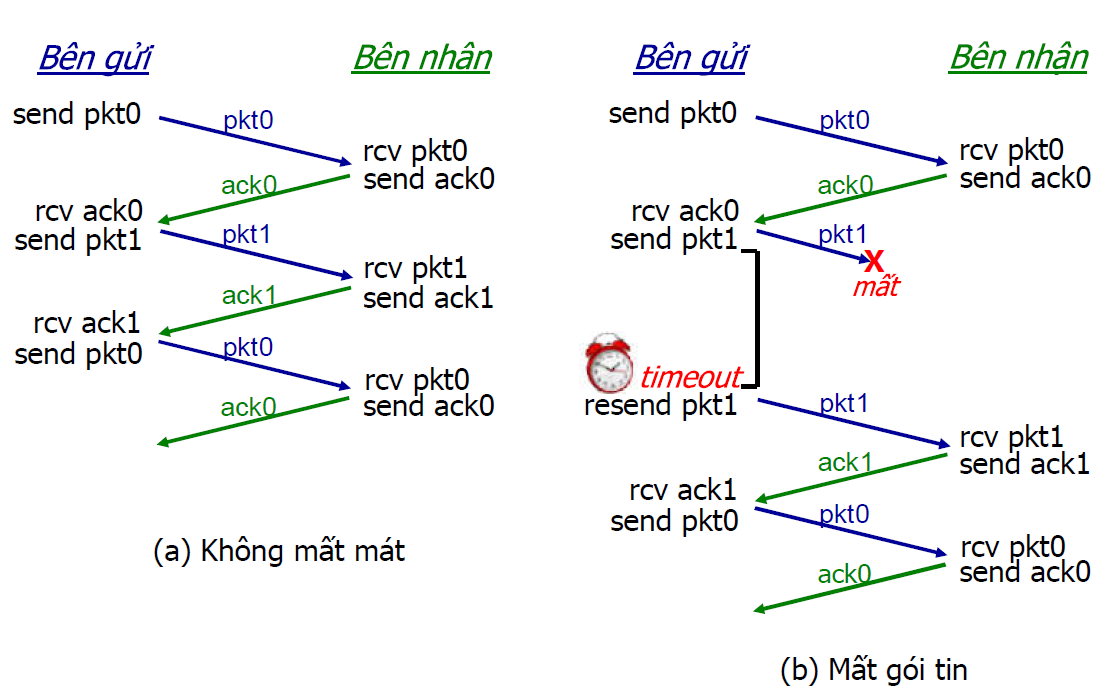 Bên gửi
Bên nhân
send pkt0
pkt0
rcv pkt0
send ack0
ack0
rcv ack0
send pkt1
pkt1
rcv pkt1
send ack1
ack1
rcv ack1
send pkt0
pkt0
rcv pkt0
send ack0
ack0
(a) Không mất mát
Bên gửi
Bên nhận
send pkt0
pkt0
rcv pkt0
send ack0
ack0
rcv ack0
send pkt1
pkt1
X
mất
timeout
resend pkt1
pkt1
rcv pkt1
send ack1
ack1
rcv ack1
send pkt0
pkt0
rcv pkt0
send ack0
ack0
(b) Mất gói tin